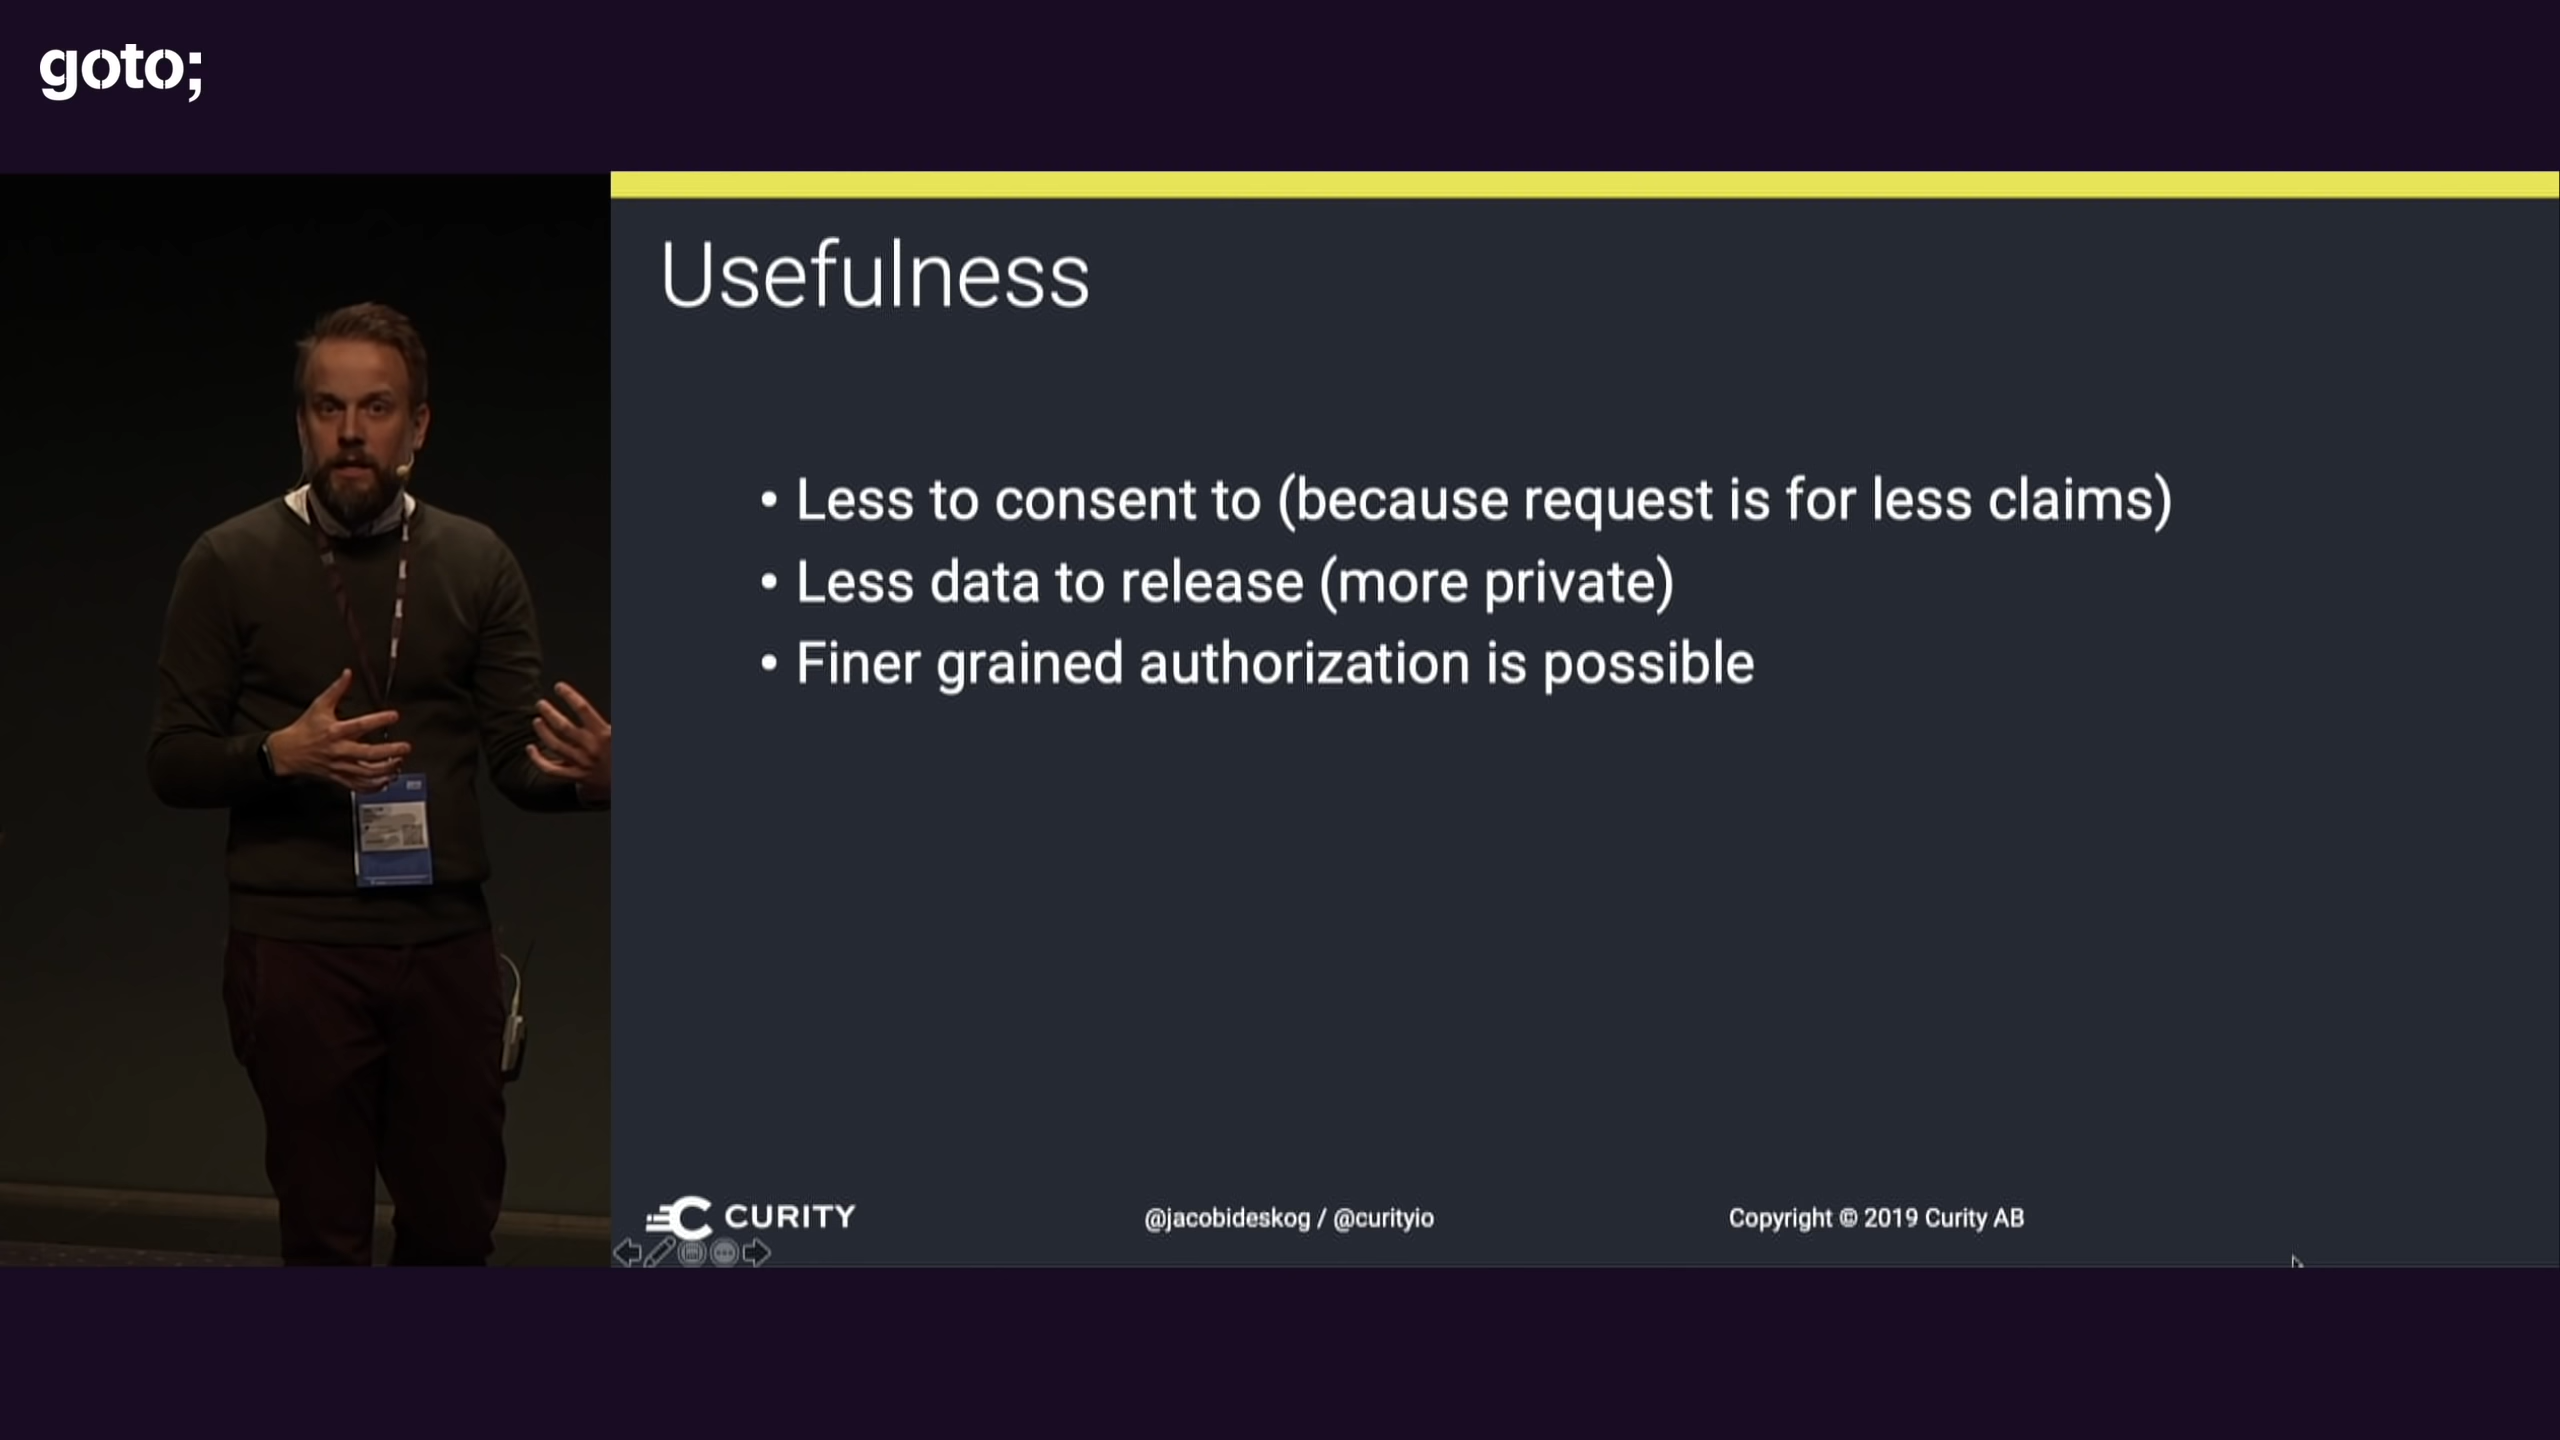 goto;
Usefulness
• Less to consent to (because request is for less claims)
• Less data to release (more private)
• Finer grained authorization is possible
CURITY
@jacobideskog / @curityio
Copyright © 2019 Curity AB